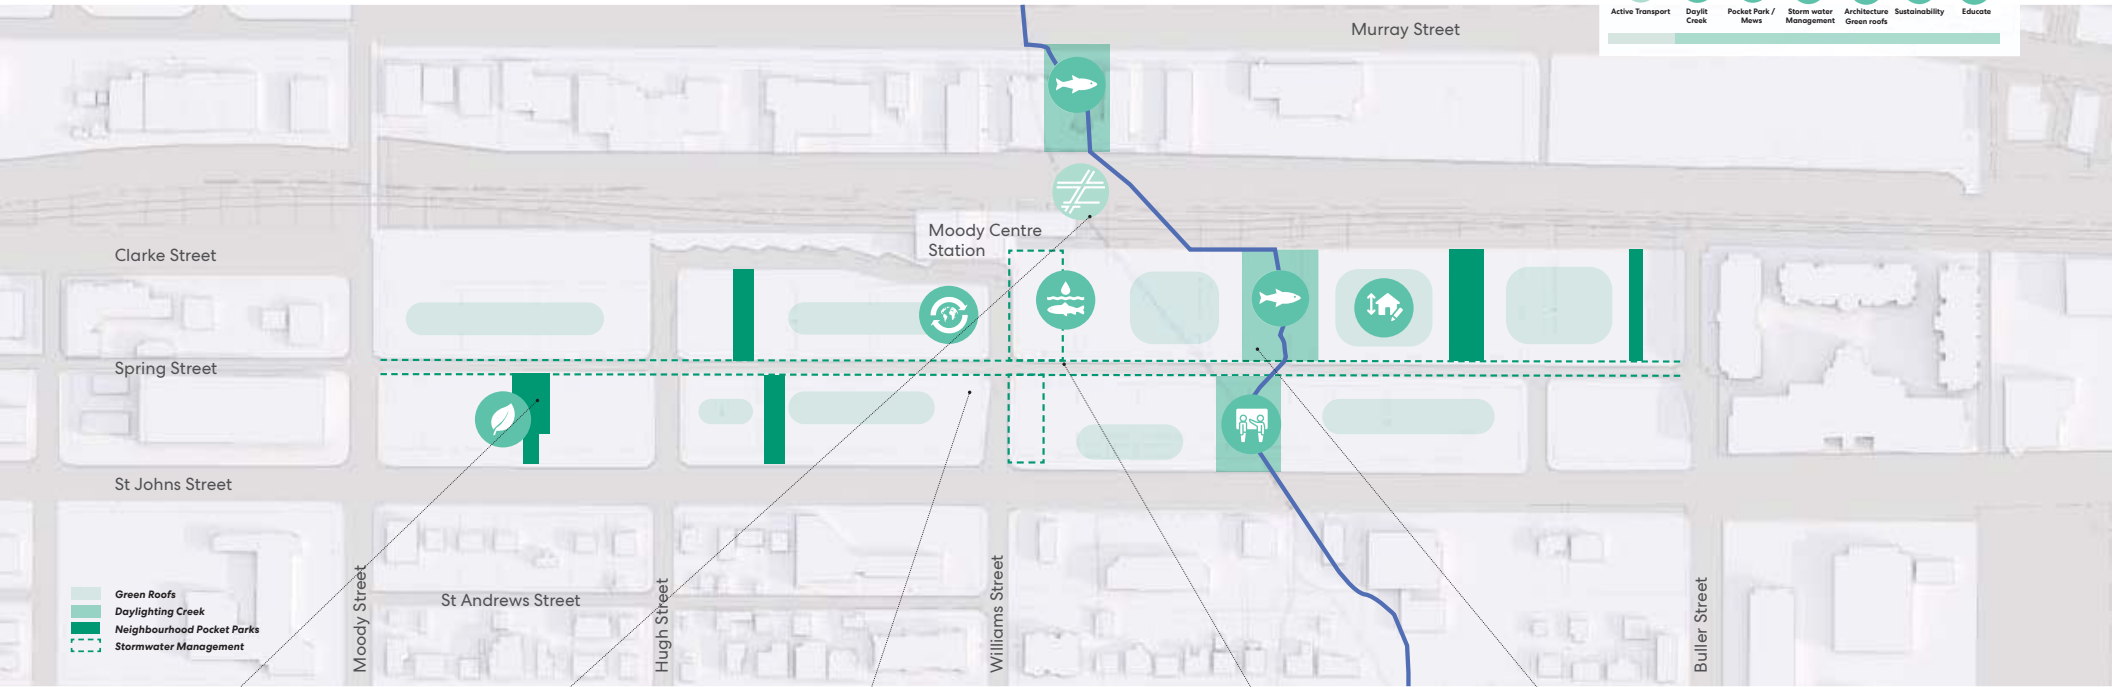 Active Transport
Daylit
Creek
Pocket Park /
Mews
Storm water
Management
Architecture
Green roofs
Sustainability
Educate
Murray Street
Moody Centre
Station
Clarke Street
Spring Street
St Johns Street
St Andrews Street
Moody Street
Hugh Street
Williams Street
Buller Street
Green Roofs
Daylighting Creek
Neighbourhood Pocket Parks
Stormwater Management